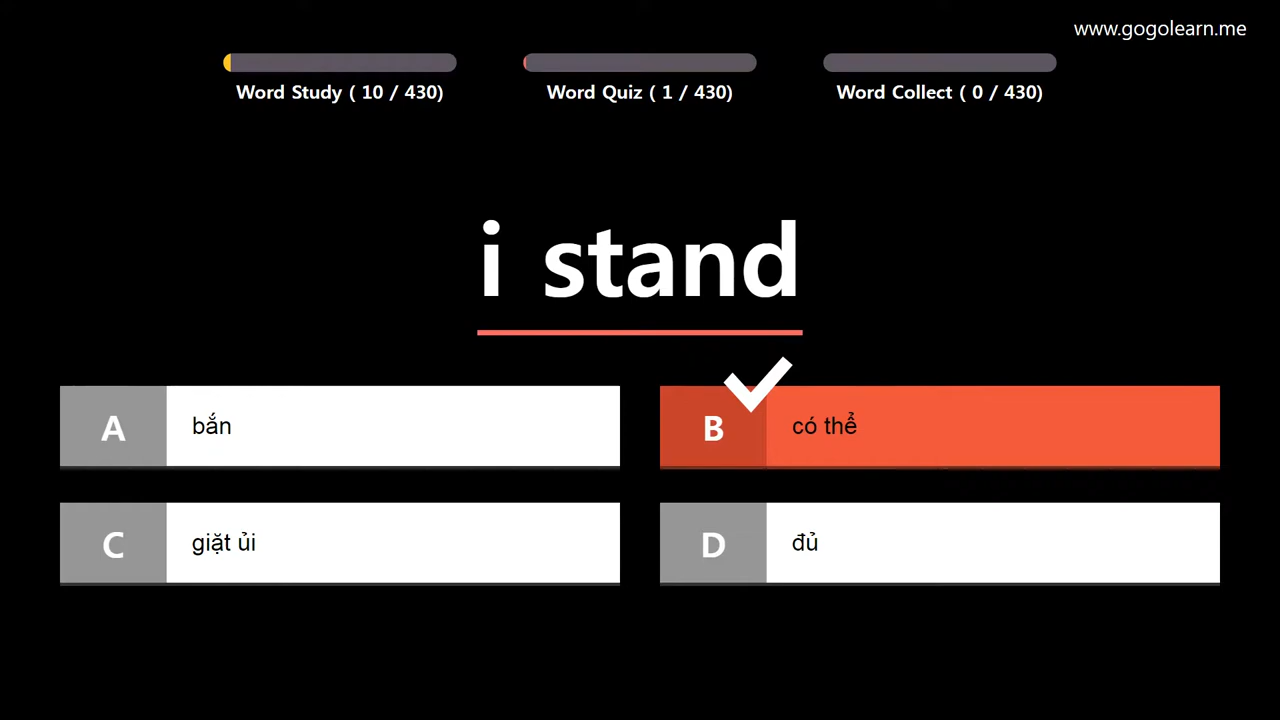 www.gogolearn.me
Word Study ( 10 / 430)
Word Quiz ( 1 / 430)
Word Collect ( 0 / 430)
i stand
A bắn
B có thể
C giặt ủi
D đủ